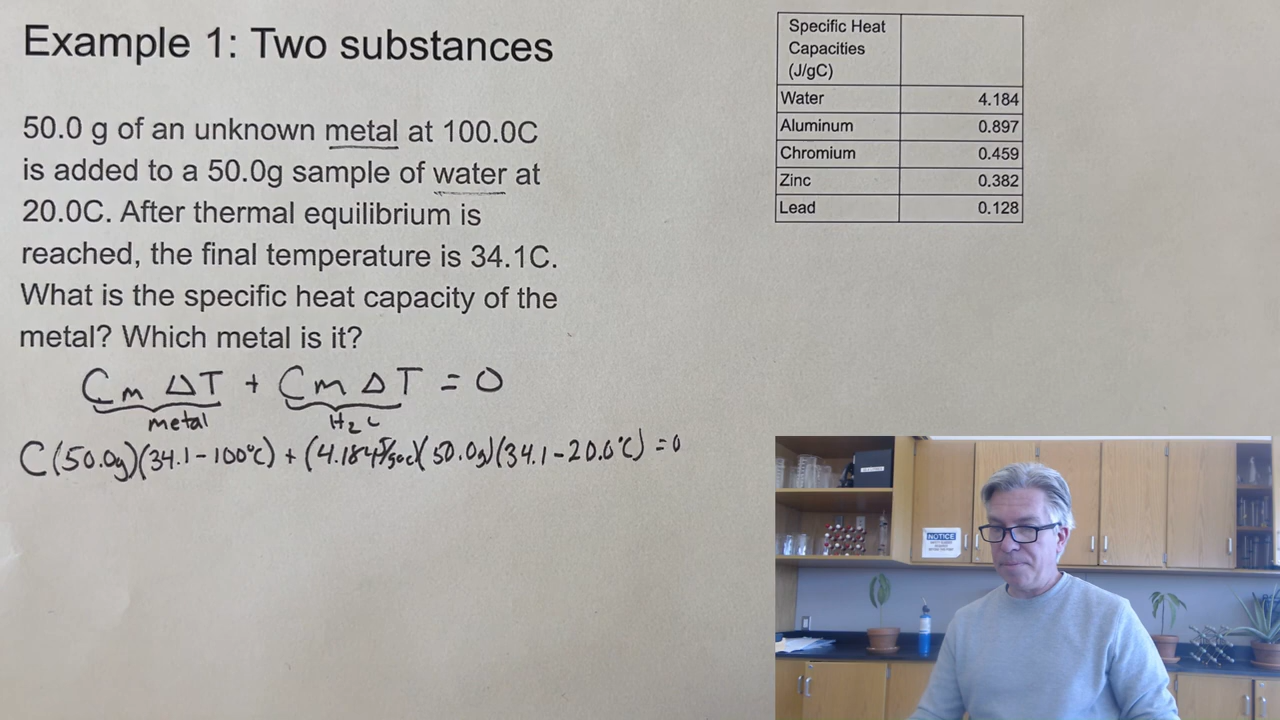 Example 1: Two substances
50.0 g of an unknown metal at 100.0C
is added to a 50.0g sample of water at
20.0C. After thermal equilibrium is
reached, the final temperature is 34.1C.
What is the specific heat capacity of the
metal? Which metal is it?
Cm ΔT + Cm ΔT = 0
metal H₂O
C(50.0g)(34.1-100°C) + (4.184J/g°C)(50.0g)(34.1-20.0°C) = 0
Specific Heat
Capacities
(J/gC)
Water 4.184
Aluminum 0.897
Chromium 0.459
Zinc 0.382
Lead 0.128
NOTICE